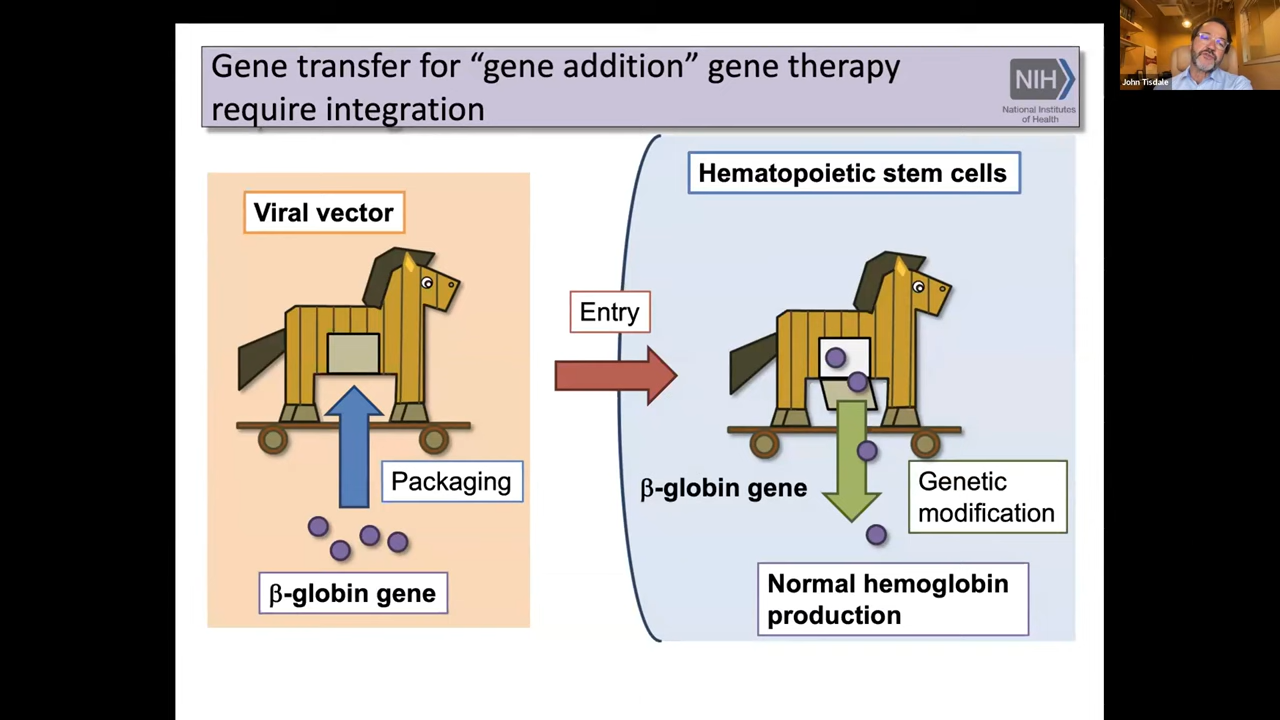 Gene transfer for “gene addition” gene therapy
require integration
NIH
National Institutes
of Health
John Tisdale
Viral vector
Packaging
β-globin gene
Entry
Hematopoietic stem cells
β-globin gene
Genetic
modification
Normal hemoglobin
production